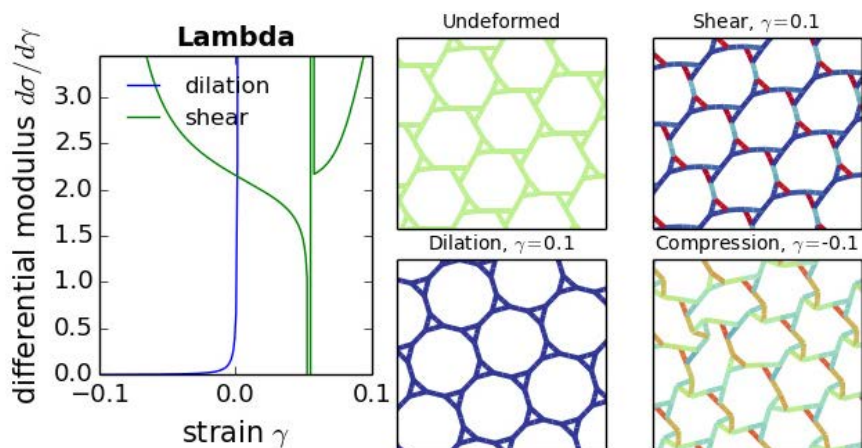 Lambda
differential modulus dσ/dγ
3.0
2.5
2.0
1.5
1.0
0.5
0.0
dilation
shear
−0.1 0.0 0.1
strain γ
Undeformed
Shear, γ=0.1
Dilation, γ=0.1
Compression, γ=-0.1